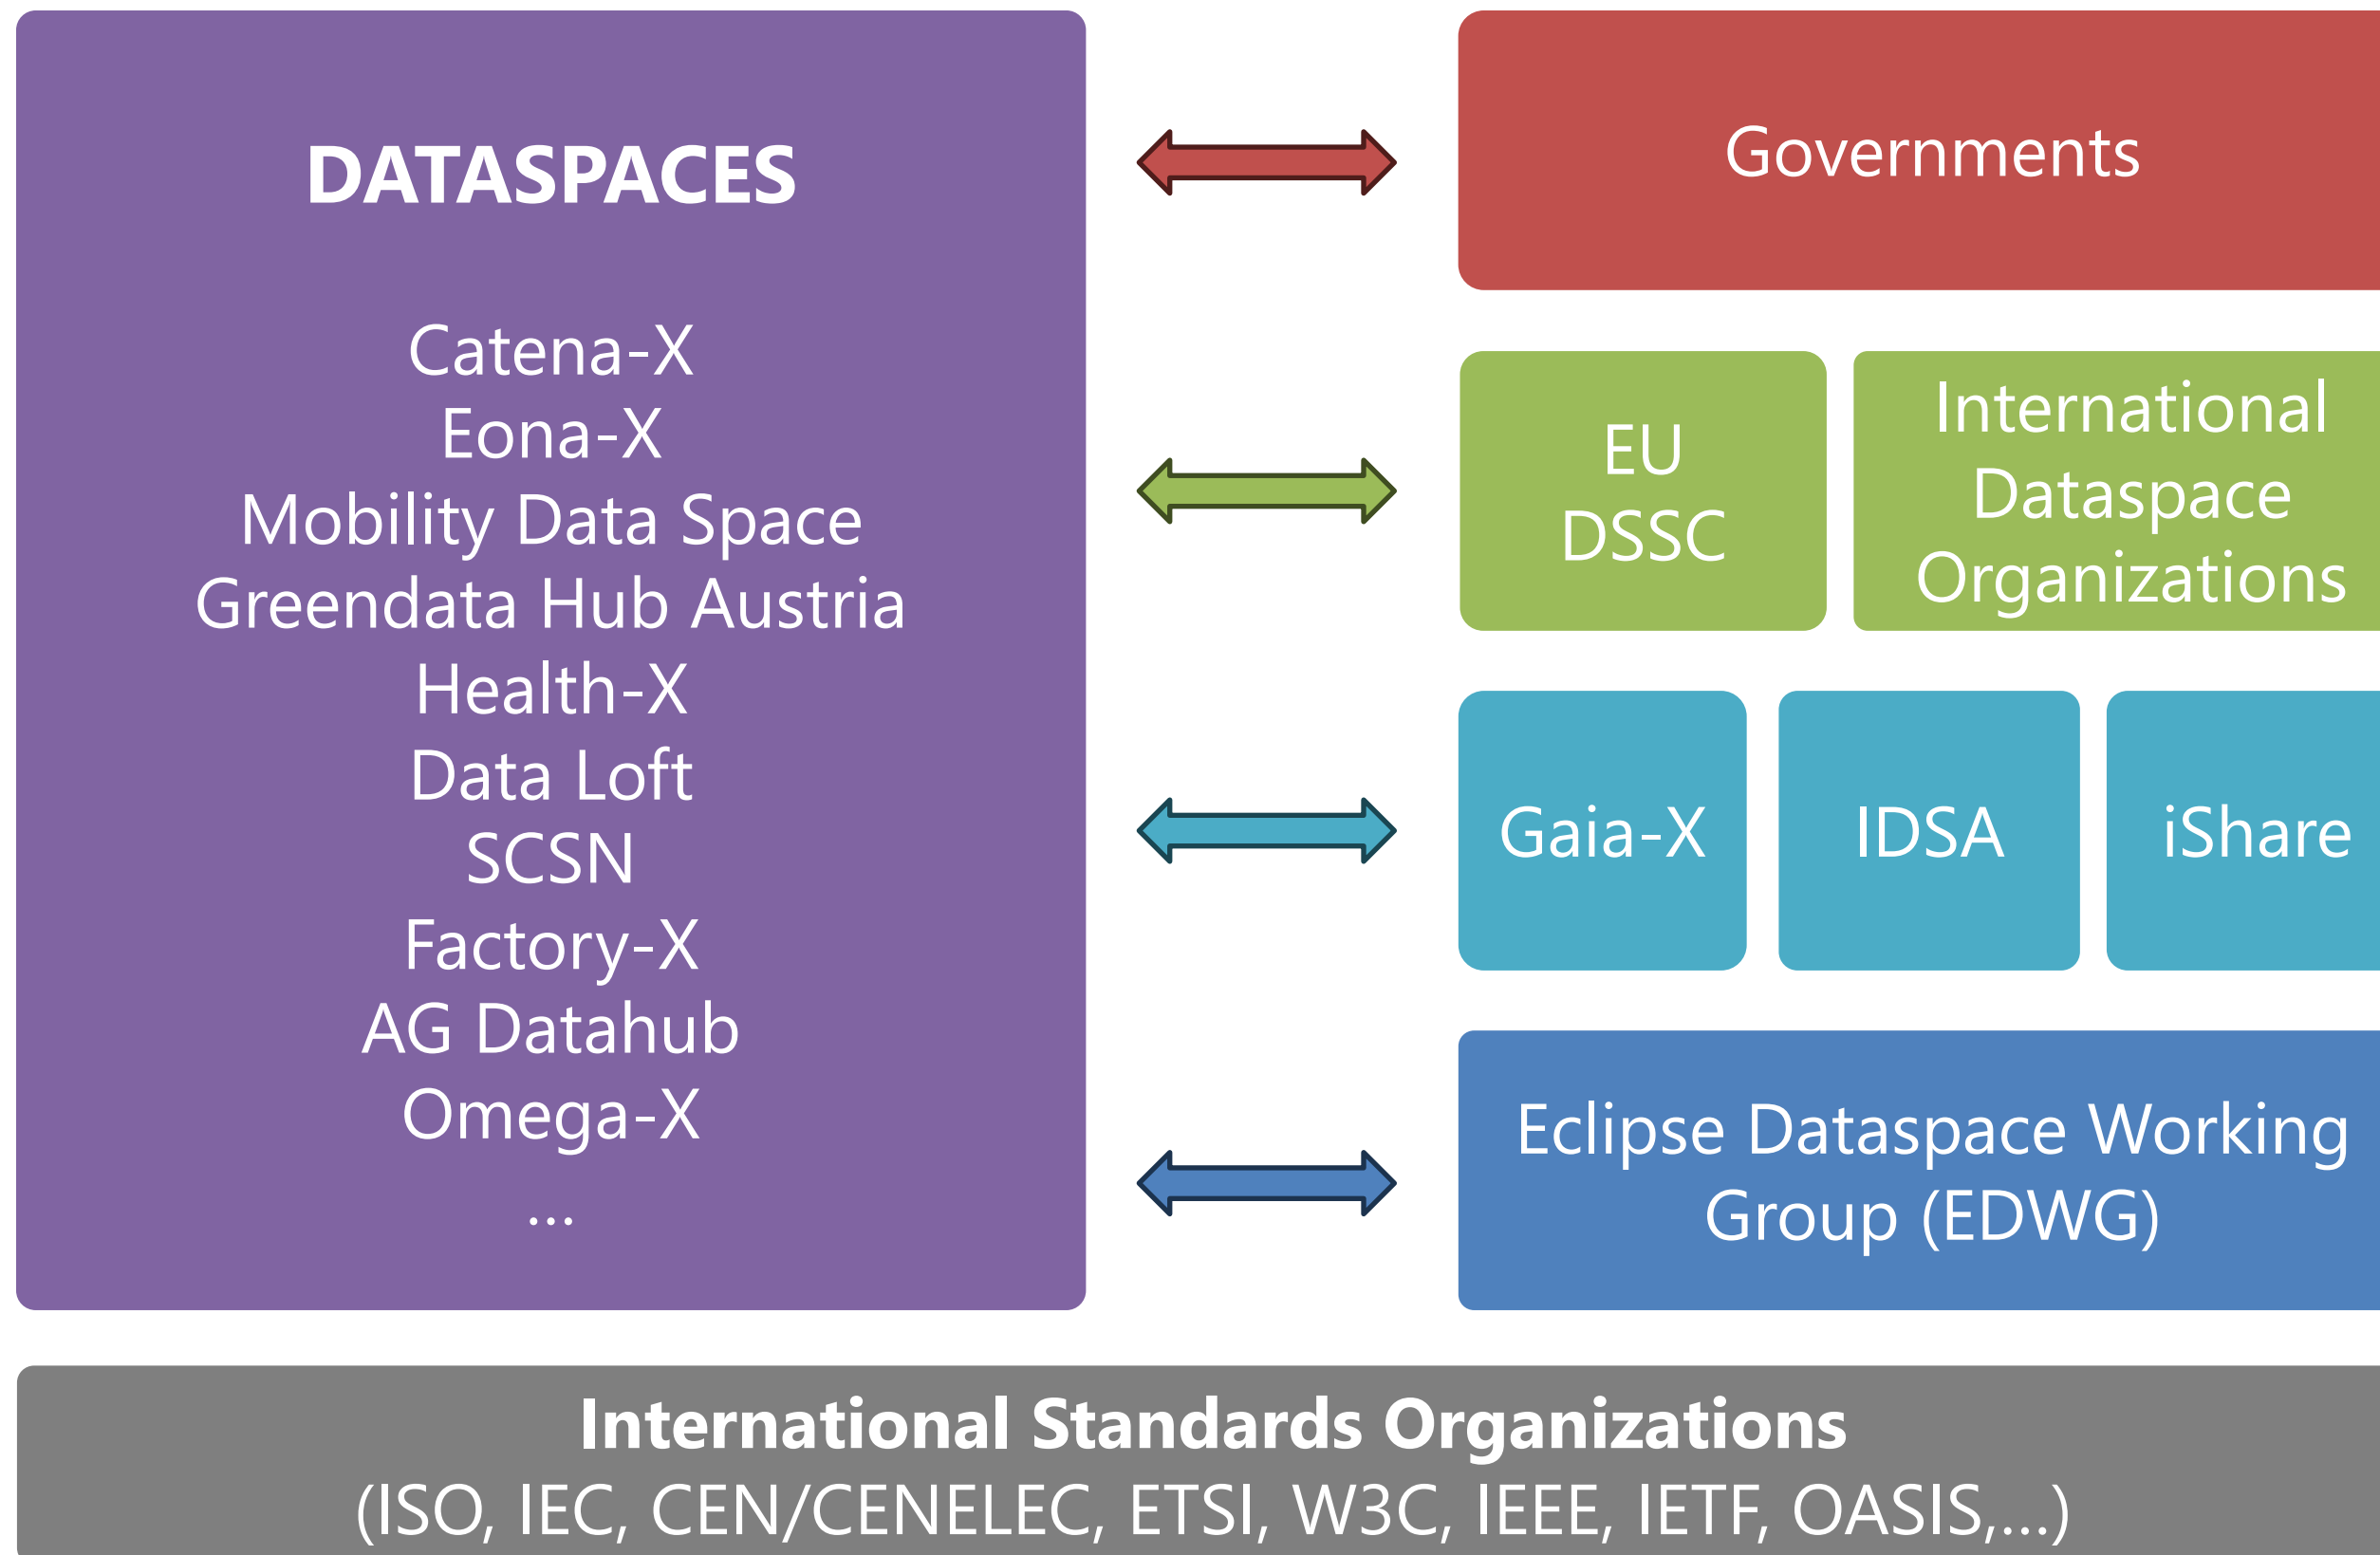 DATASPACES
Catena-X
Eona-X
Mobility Data Space
Greendata Hub Austria
Health-X
Data Loft
SCSN
Factory-X
AG Datahub
Omega-X
...
Governments
EU
DSSC
International
Dataspace
Organizations
Gaia-X
IDSA
iShare
Eclipse Dataspace Working
Group (EDWG)
International Standards Organizations
(ISO, IEC, CEN/CENELEC, ETSI, W3C, IEEE, IETF, OASIS,...)